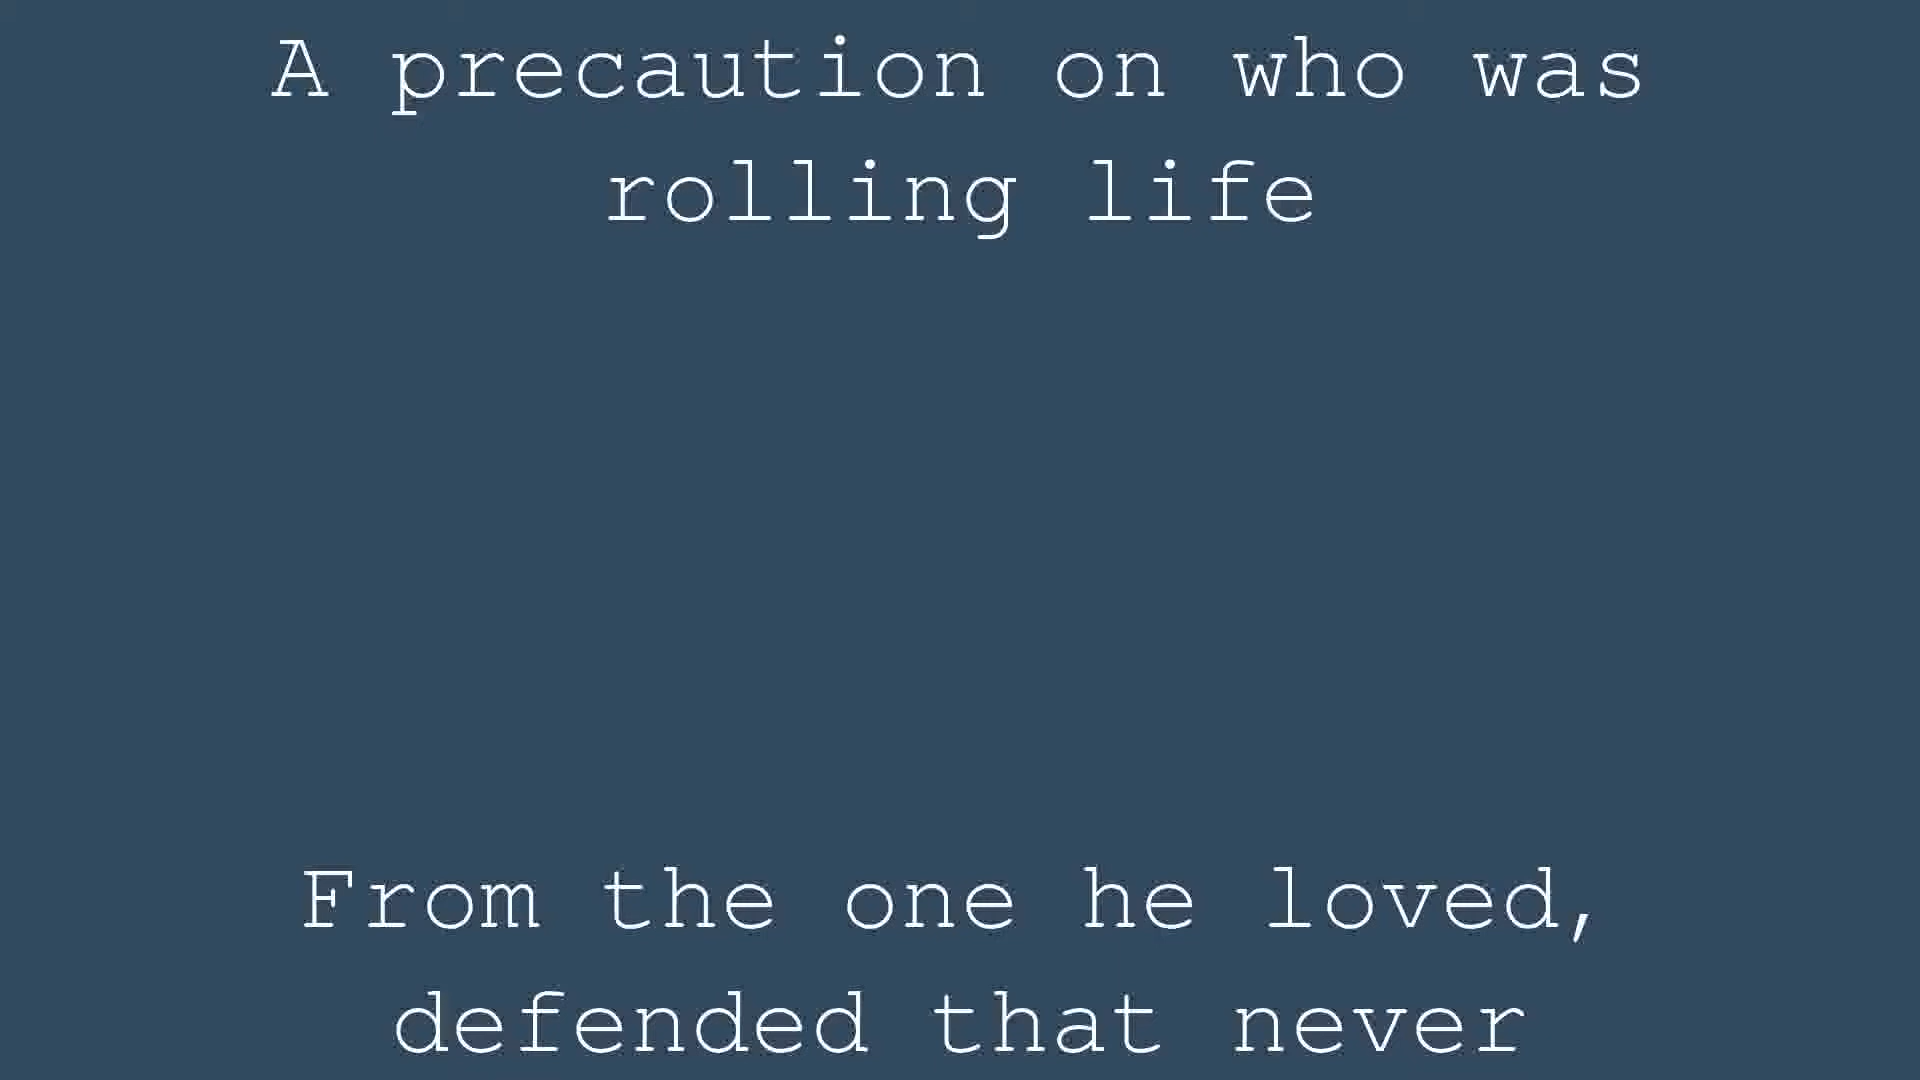 A precaution on who was
rolling life
From the one he loved,
defended that never